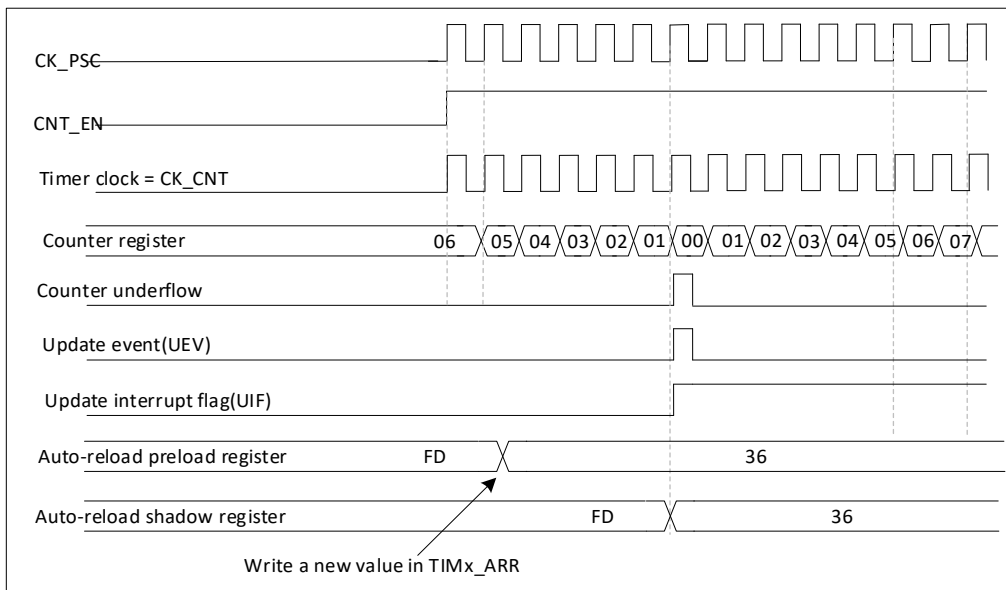 CK_PSC
CNT_EN
Timer clock = CK_CNT
Counter register 06 05 04 03 02 01 00 01 02 03 04 05 06 07
Counter underflow
Update event(UEV)
Update interrupt flag(UIF)
Auto-reload preload register FD 36
Auto-reload shadow register FD 36
Write a new value in TIMx_ARR